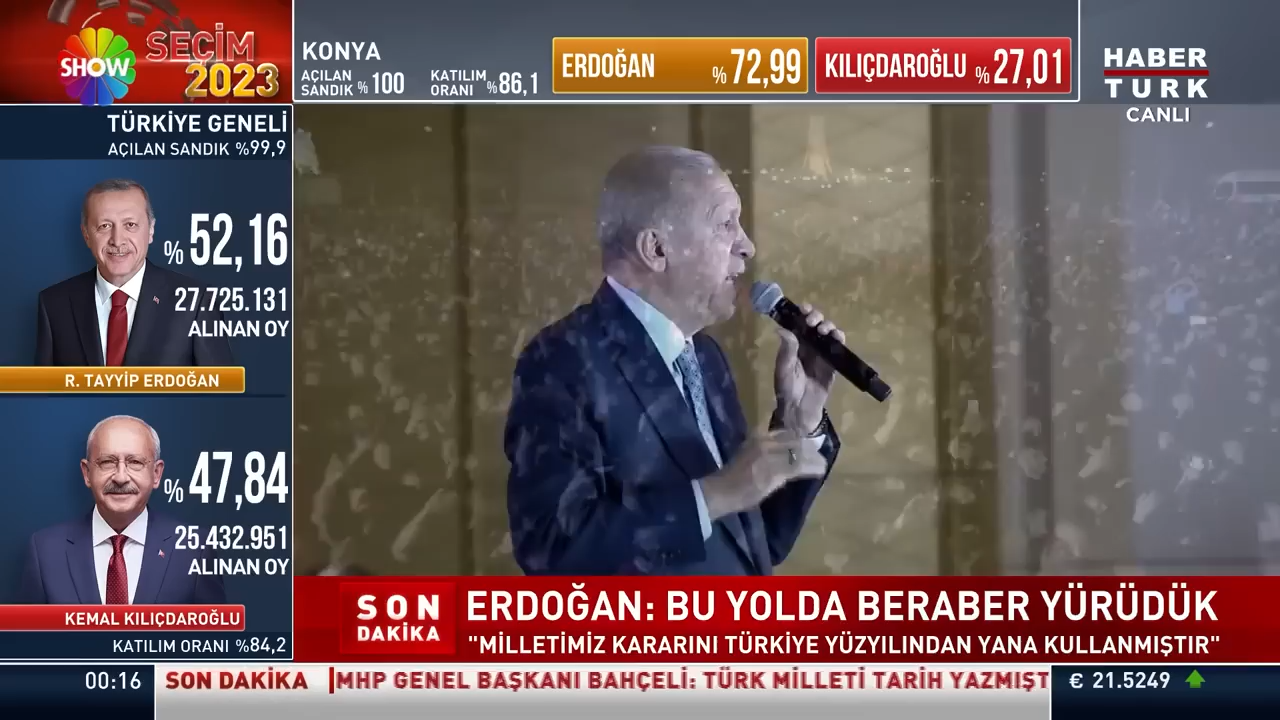 SHOW
SEÇİM
2023
KONYA
AÇILAN SANDIK %100
KATILIM ORANI %86,1
ERDOĞAN %72,99
KILIÇDAROĞLU %27,01
HABER
TURK
CANLI
TÜRKİYE GENELİ
AÇILAN SANDIK %99,9
%52,16
27.725.131
ALINAN OY
R. TAYYİP ERDOĞAN
%47,84
25.432.951
ALINAN OY
KEMAL KILIÇDAROĞLU
KATILIM ORANI %84,2
SON
DAKİKA
ERDOĞAN: BU YOLDA BERABER YÜRÜDÜK
"MİLLETİMİZ KARARINI TÜRKİYE YÜZYILINDAN YANA KULLANMIŞTIR"
00:16
SON DAKİKA
MHP GENEL BAŞKANI BAHÇELİ: TÜRK MİLLETİ TARİH YAZMIŞT
€ 21.5249